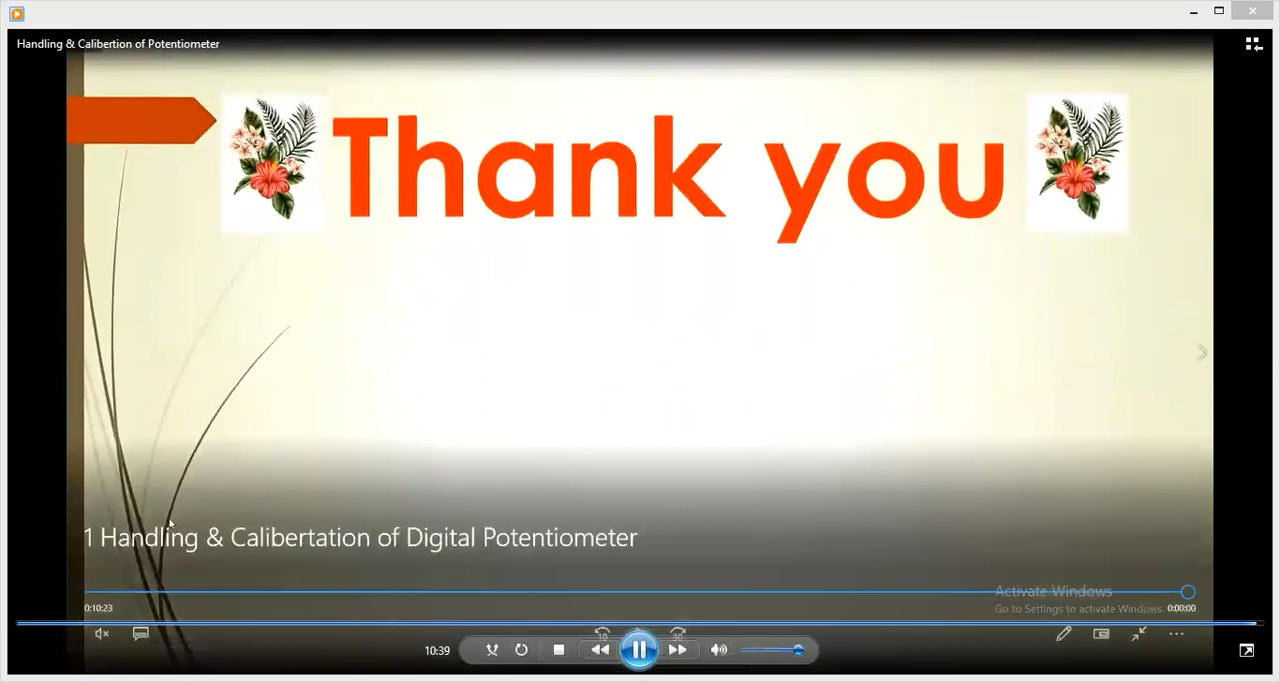 Handling & Calibertion of Potentiometer
Thank you
1 Handling & Calibertation of Digital Potentiometer
Activate Windows
Go to Settings to activate Windows.
0:10:23
0:00:00
10
30
10:39